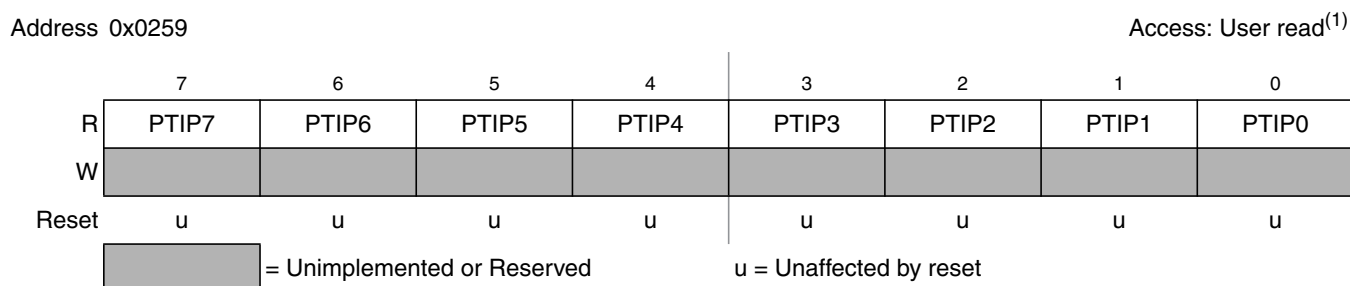 Address 0x0259 Access: User read(1)
7 6 5 4 3 2 1 0
R PTIP7 PTIP6 PTIP5 PTIP4 PTIP3 PTIP2 PTIP1 PTIP0
W
Reset u u u u u u u u
= Unimplemented or Reserved u = Unaffected by reset